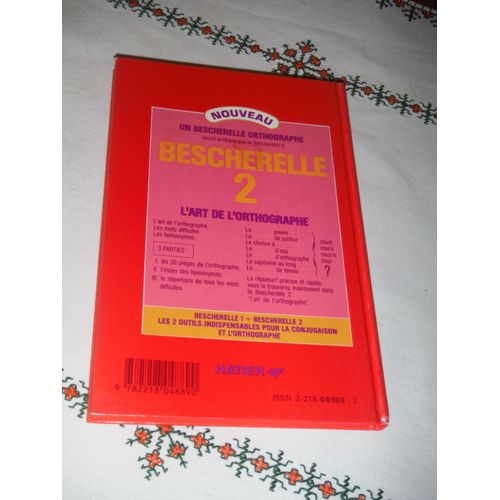 NOUVEAU
UN BESCHERELLE ORTHOGRAPHE
(aussi pratique que le Bescherelle 1)
BESCHERELLE
2
L'ART DE L'ORTHOGRAPHE
L'art de l'orthographe.
Les mots difficiles.
Les homonymes.
3 PARTIES :
I. les 26 pièges de l'orthographe,
II. l'index des homonymes,
III. le répertoire de tous les mots
difficiles
Le ........ pavée
La ........ de justice
La chasse à ........
Le ........ d'eau
Le ........ d'orthographe
Le capitaine au long ........
Le ........ de tennis
court
cours
courre
cour
?
La réponse? précise et rapide,
vous la trouverez maintenant dans
le Bescherelle 2
"l'art de l'orthographe".
BESCHERELLE 1 + BESCHERELLE 2
LES 2 OUTILS INDISPENSABLES POUR LA CONJUGAISON
ET L'ORTHOGRAPHE
HATIER
9 782218 048890
ISBN 2-218-04889-2